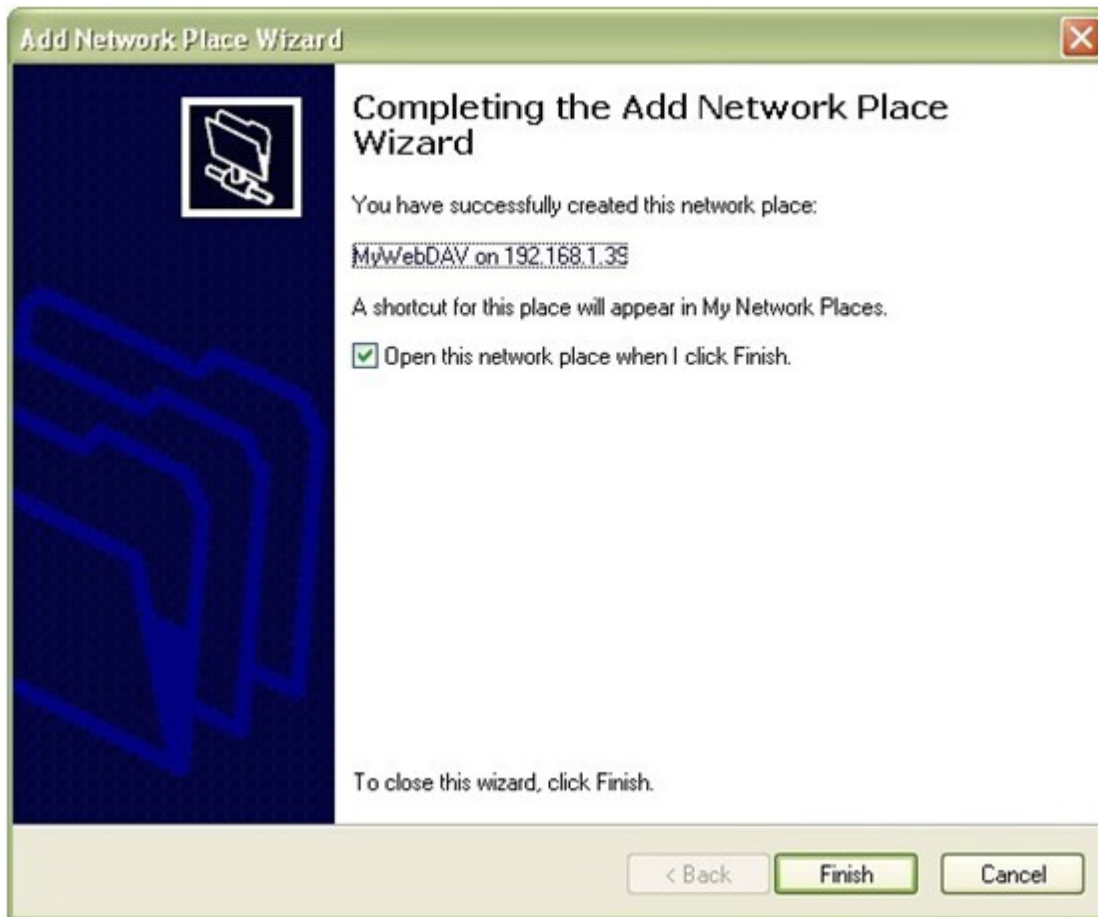 Add Network Place Wizard
Completing the Add Network Place
Wizard
You have successfully created this network place:
MyWebDAV on 192.168.1.39
A shortcut for this place will appear in My Network Places.
Open this network place when I click Finish.
To close this wizard, click Finish.
< Back
Finish
Cancel